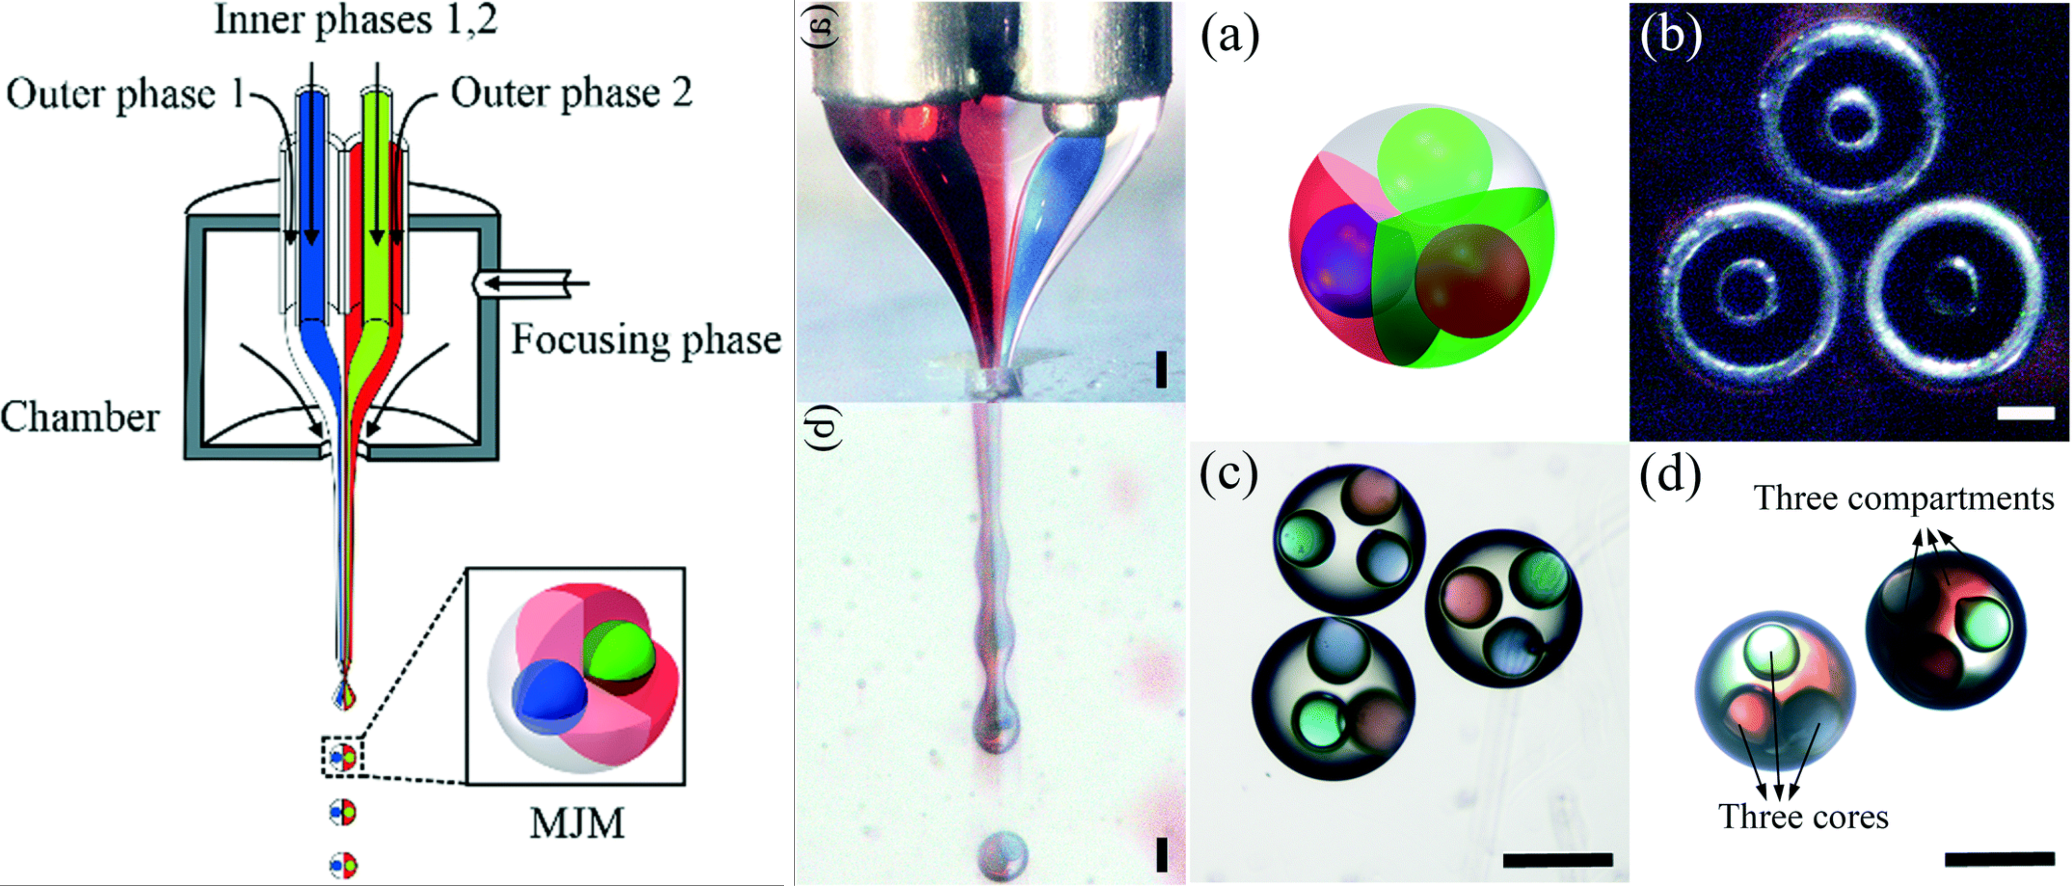 Inner phases 1,2
Outer phase 1
Outer phase 2
Focusing phase
Chamber
MJM
(a)
(b)
(a)
(b)
(c)
(d)
Three compartments
Three cores